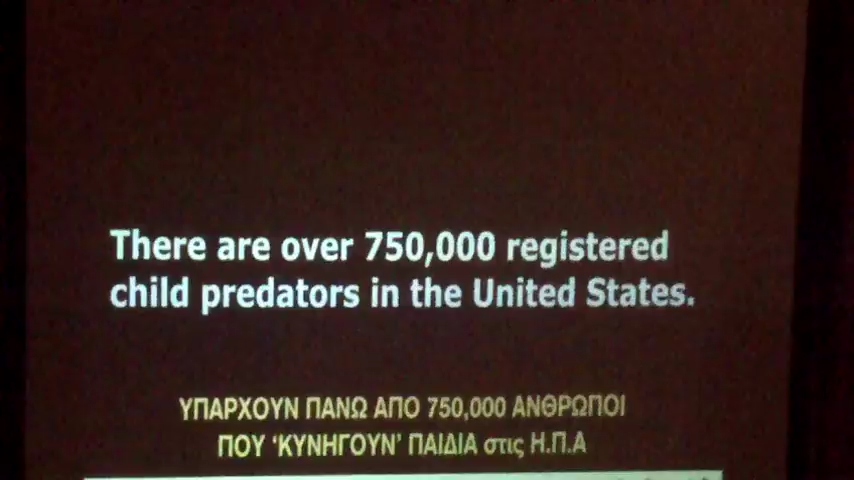 There are over 750,000 registered
child predators in the United States.
ΥΠΑΡΧΟΥΝ ΠΑΝΩ ΑΠΟ 750,000 ΑΝΘΡΩΠΟΙ
ΠΟΥ ‘ΚΥΝΗΓΟΥΝ’ ΠΑΙΔΙΑ στις Η.Π.Α